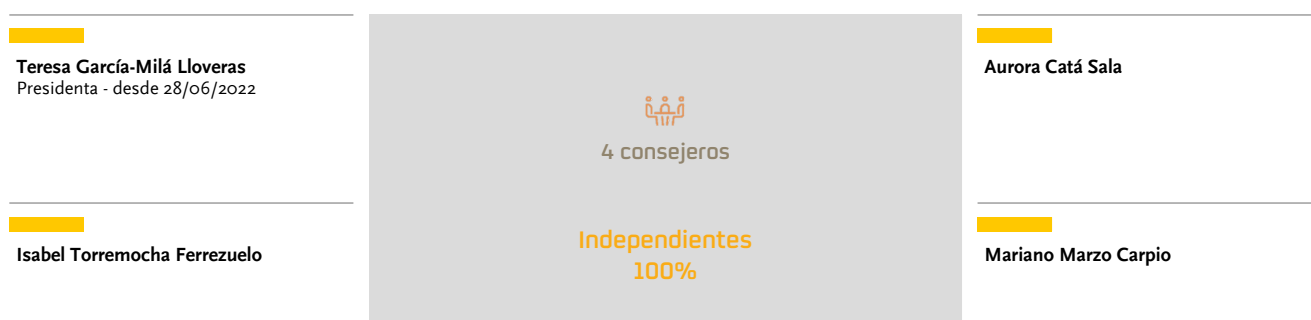 Teresa García-Milá Lloveras
Presidenta - desde 28/06/2022
Isabel Torremocha Ferrezuelo
4 consejeros
Independientes
100%
Aurora Catá Sala
Mariano Marzo Carpio